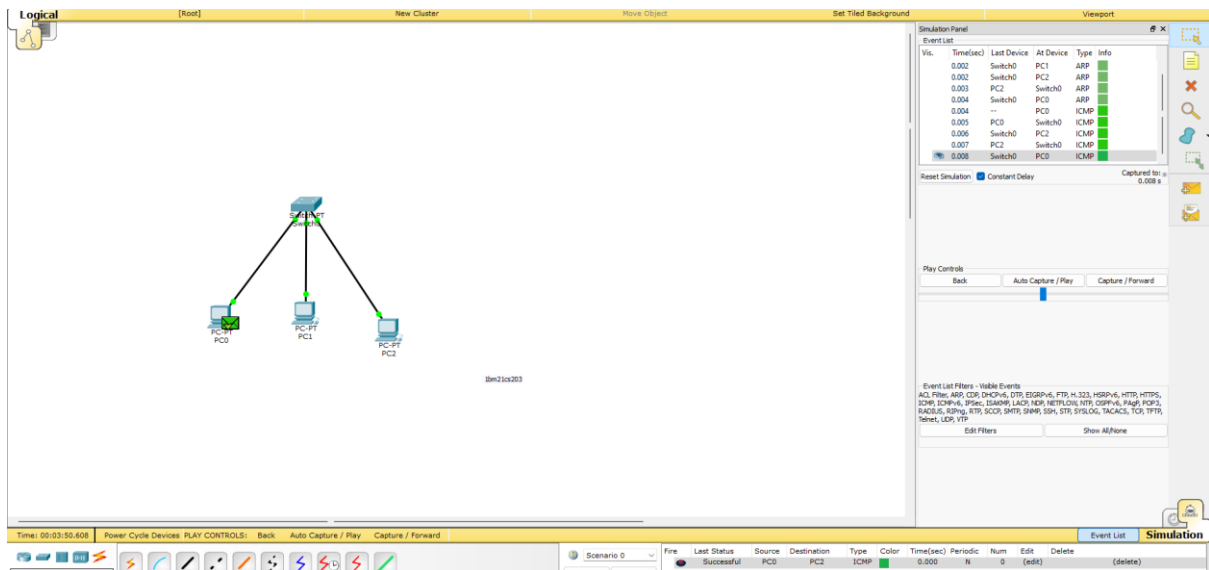 Logical [Root] New Cluster Move Object Set Tiled Background Viewport
Simulation Panel
Event List
Vis. Time(sec) Last Device At Device Type Info
0.002 Switch0 PC1 ARP
0.002 Switch0 PC2 ARP
0.003 PC2 Switch0 ARP
0.004 Switch0 PC0 ARP
0.004 -- PC0 ICMP
0.005 PC0 Switch0 ICMP
0.006 Switch0 PC2 ICMP
0.007 PC2 Switch0 ICMP
0.008 Switch0 PC0 ICMP
Reset Simulation Constant Delay Captured to:
0.008 s
Switch-PT
Switch0
PC-PT
PC0
PC-PT
PC1
PC-PT
PC2
1bm21cs203
Play Controls
Back Auto Capture / Play Capture / Forward
Event List Filters - Visible Events
ACL Filter, ARP, CDP, DHCPv6, DTP, EIGRPv6, FTP, H.323, HSRPv6, HTTP, HTTPS,
ICMP, ICMPv6, IPSec, ISAKMP, LACP, NDP, NETFLOW, NTP, OSPFv6, PAgP, POP3,
RADIUS, RIPng, RTP, SCCP, SMTP, SNMP, SSH, STP, SYSLOG, TACACS, TCP, TFTP,
Telnet, UDP, VTP
Edit Filters Show All/None
Time: 00:03:50.608 Power Cycle Devices PLAY CONTROLS: Back Auto Capture / Play Capture / Forward Event List Simulation
Scenario 0
Fire Last Status Source Destination Type Color Time(sec) Periodic Num Edit Delete
Successful PC0 PC2 ICMP 0.000 N 0 (edit) (delete)